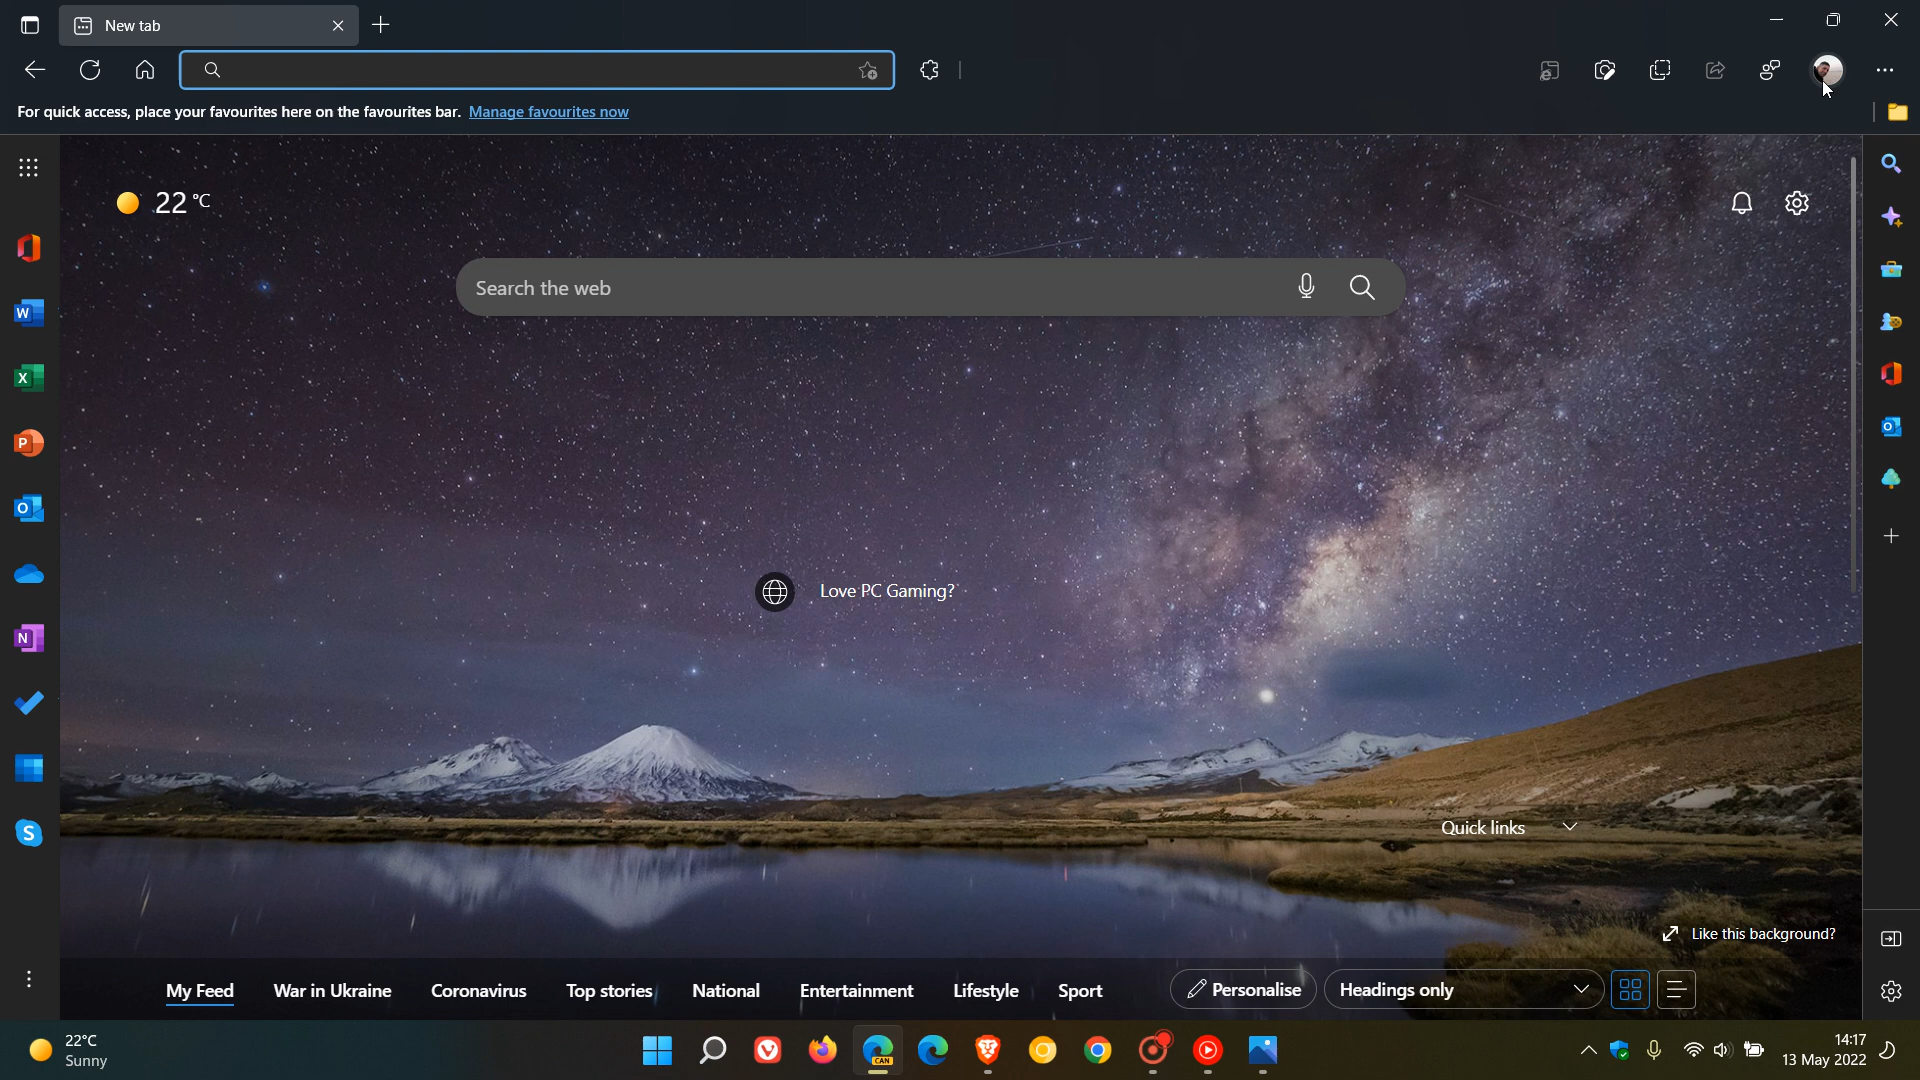 New tab
For quick access, place your favourites here on the favourites bar. Manage favourites now
22 °C
Search the web
Love PC Gaming?
Quick links
Like this background?
My Feed War in Ukraine Coronavirus Top stories National Entertainment Lifestyle Sport Personalise Headings only
22°C
Sunny
CAN
14:17
13 May 2022